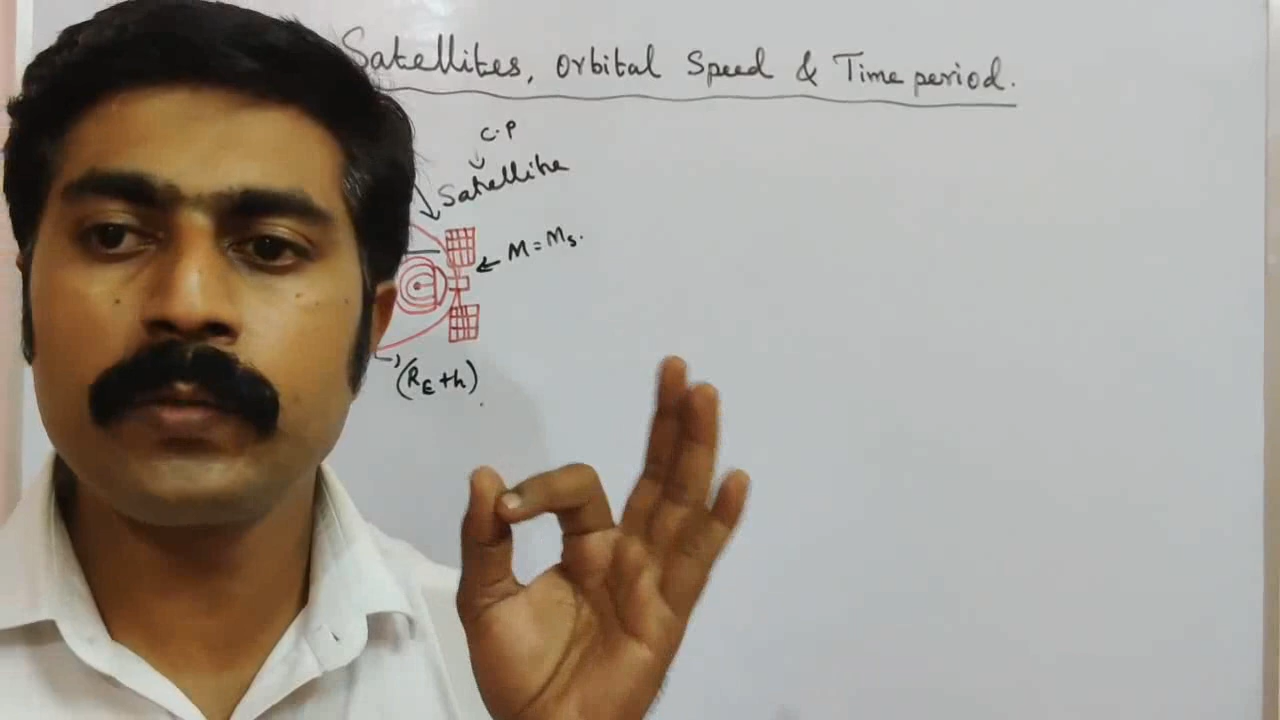 Satellites, Orbital Speed & Time period.
C.P
Satellite
M = Ms.
(RE + h)